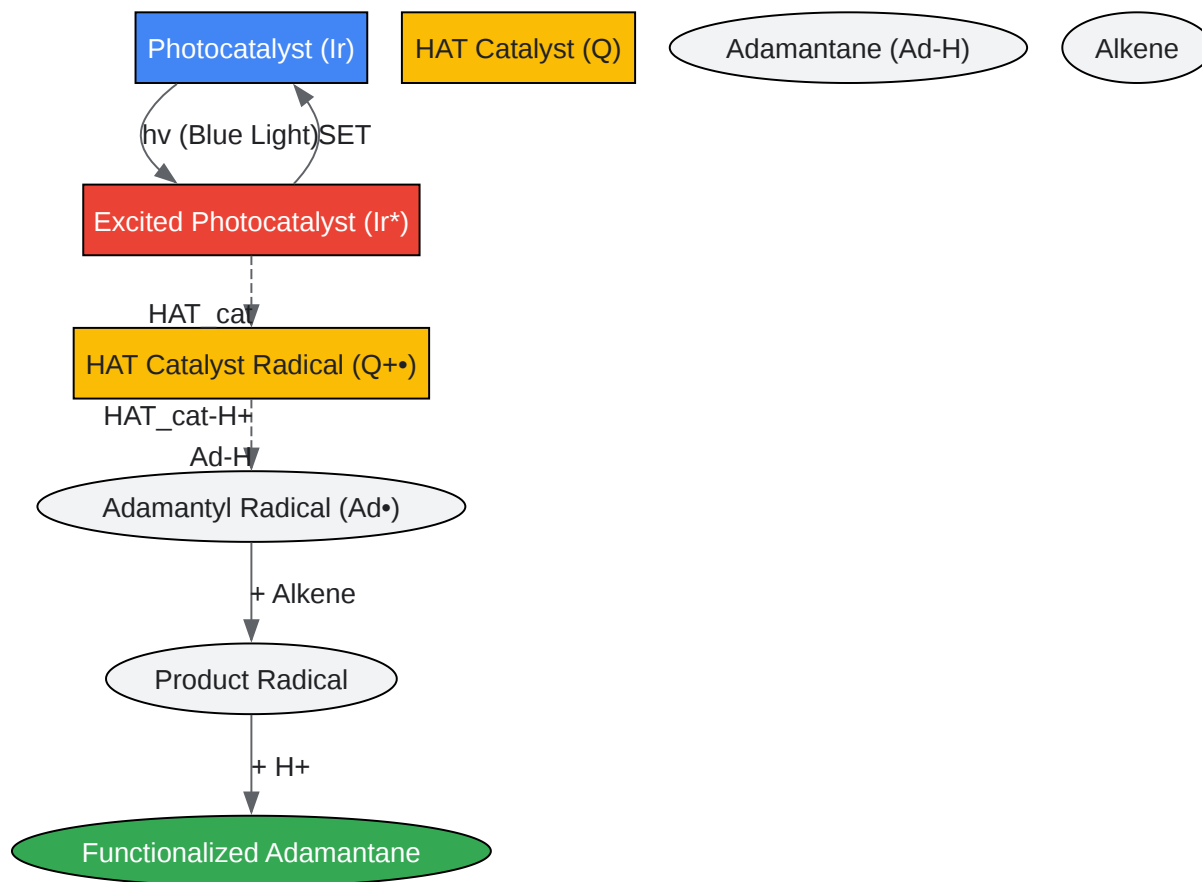 Photocatalyst (Ir)
HAT Catalyst (Q)
Adamantane (Ad-H)
Alkene
hv (Blue Light)
SET
Excited Photocatalyst (Ir*)
HAT_cat
HAT Catalyst Radical (Q+•)
HAT_cat-H+
Ad-H
Adamantyl Radical (Ad•)
+ Alkene
Product Radical
+ H+
Functionalized Adamantane